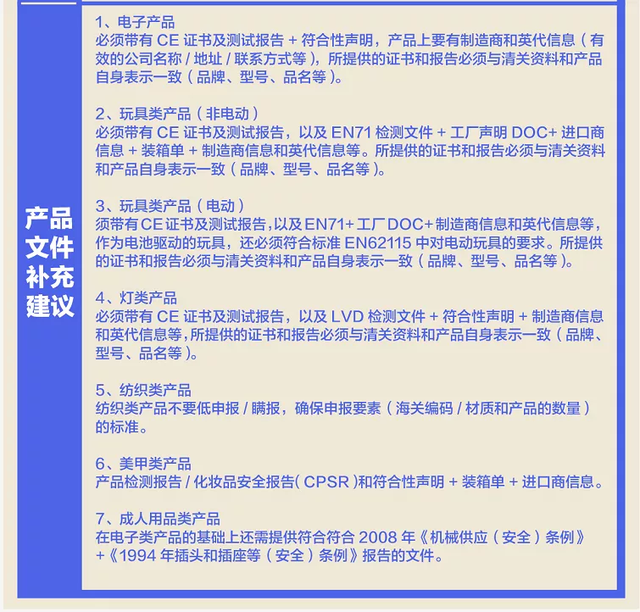 产品
文件
补充
建议
1、电子产品
必须带有 CE 证书及测试报告 + 符合性声明，产品上要有制造商和英代信息（有
效的公司名称 / 地址 / 联系方式等），所提供的证书和报告必须与清关资料和产品
自身表示一致（品牌、型号、品名等）。
2、玩具类产品（非电动）
必须带有 CE 证书及测试报告，以及 EN71 检测文件 + 工厂声明 DOC+ 进口商
信息 + 装箱单 + 制造商信息和英代信息等。所提供的证书和报告必须与清关资料
和产品自身表示一致（品牌、型号、品名等）。
3、玩具类产品（电动）
须带有CE证书及测试报告，以及EN71+工厂DOC+制造商信息和英代信息等，
作为电池驱动的玩具，还必须符合标准 EN62115 中对电动玩具的要求。所提供
的证书和报告必须与清关资料和产品自身表示一致（品牌、型号、品名等）。
4、灯类产品
必须带有 CE 证书及测试报告，以及 LVD 检测文件 + 符合性声明 + 制造商信息
和英代信息等，所提供的证书和报告必须与清关资料和产品自身表示一致（品牌、
型号、品名等）。
5、纺织类产品
纺织类产品不要低申报 / 瞒报，确保申报要素（海关编码 / 材质和产品的数量）
的标准。
6、美甲类产品
产品检测报告 / 化妆品安全报告( CPSR )和符合性声明 + 装箱单 + 进口商信息。
7、成人用品类产品
在电子类产品的基础上还需提供符合符合 2008 年《机械供应（安全）条例》
+《1994 年插头和插座等（安全）条例》报告的文件。